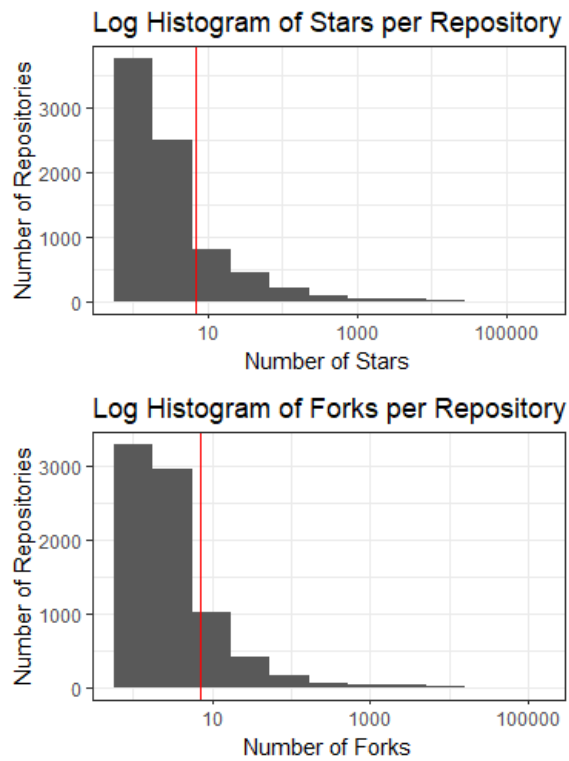 Log Histogram of Stars per Repository
Number of Repositories
3000
2000
1000
0
10
1000
100000
Number of Stars
Log Histogram of Forks per Repository
Number of Repositories
3000
2000
1000
0
10
1000
100000
Number of Forks